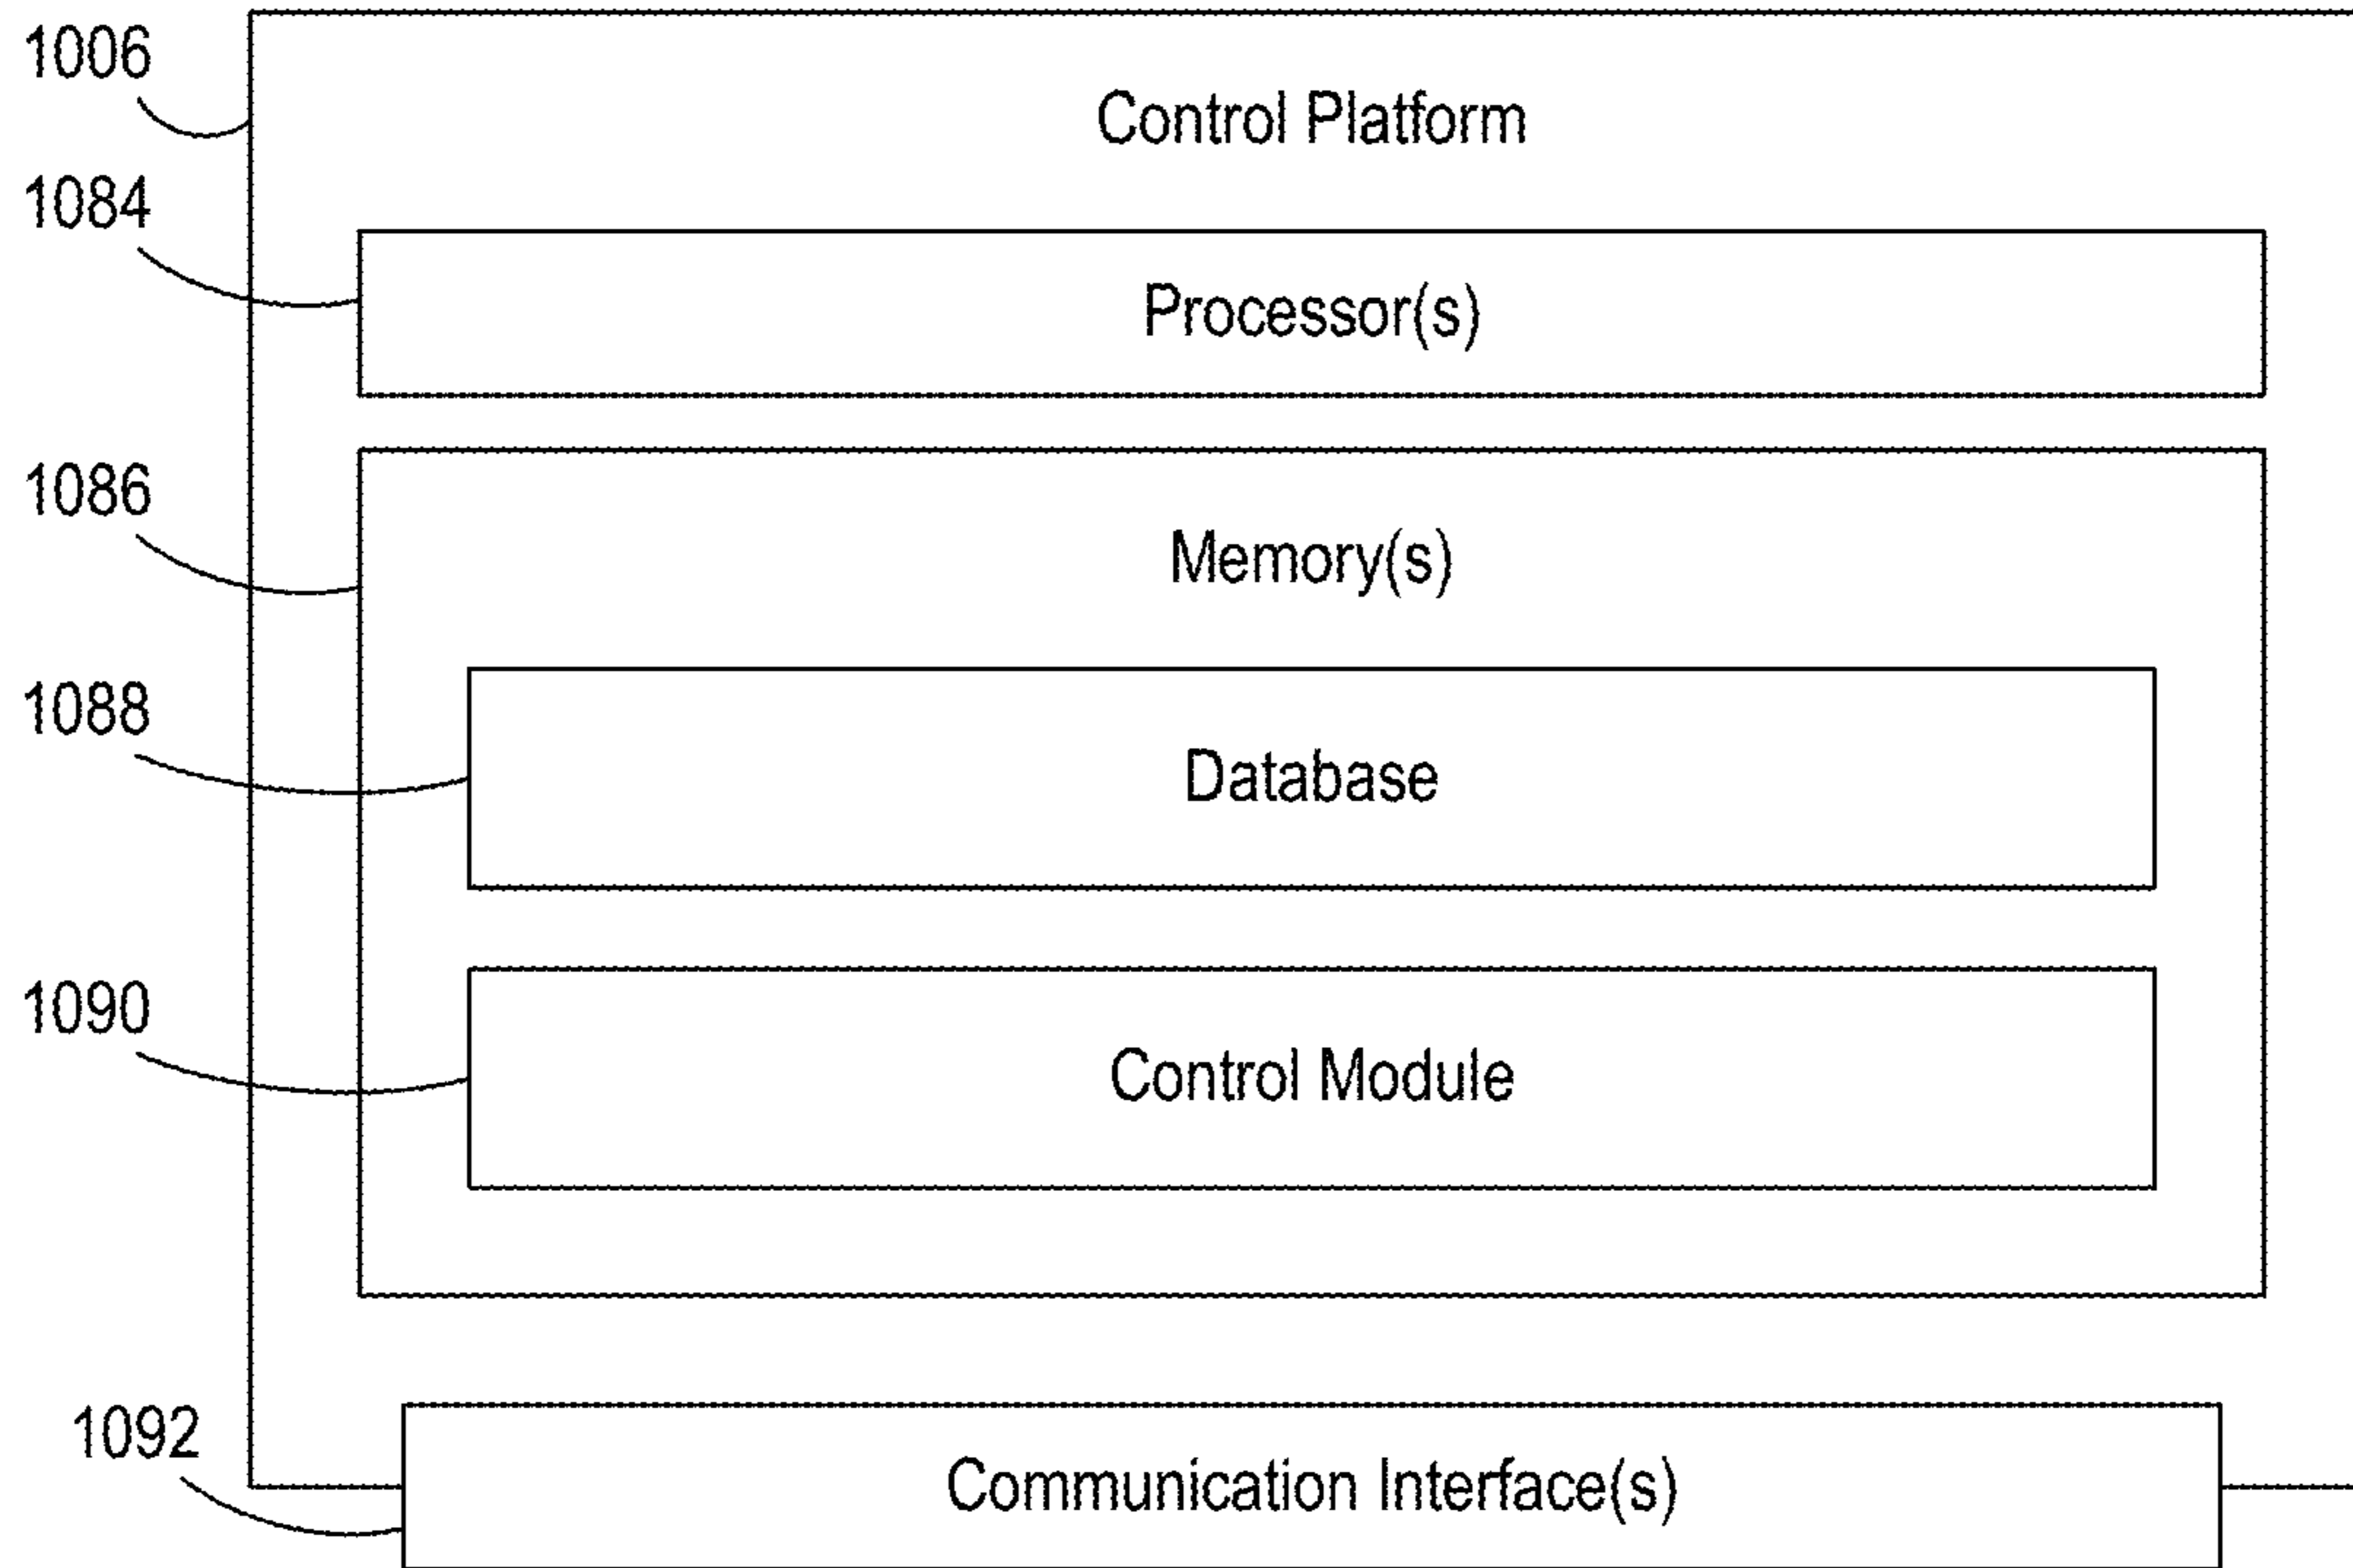 1006
Control Platform
1084
Processor(s)
1086
Memory(s)
1088
Database
1090
Control Module
1092
Communication Interface(s)